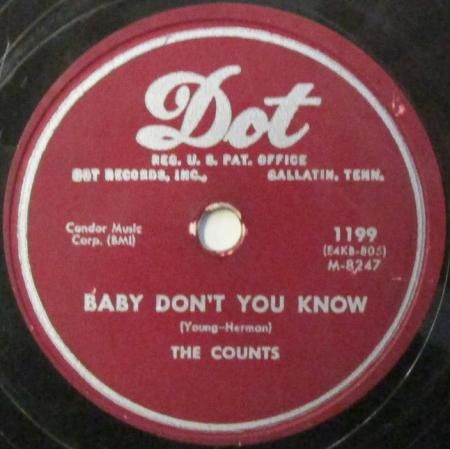 Dot
REG. U. S. PAT. OFFICE
DOT RECORDS, INC., GALLATIN, TENN.
Condor Music
Corp. (BMI)
1199
(E4KB-805)
M-8247
BABY DON'T YOU KNOW
(Young-Herman)
THE COUNTS